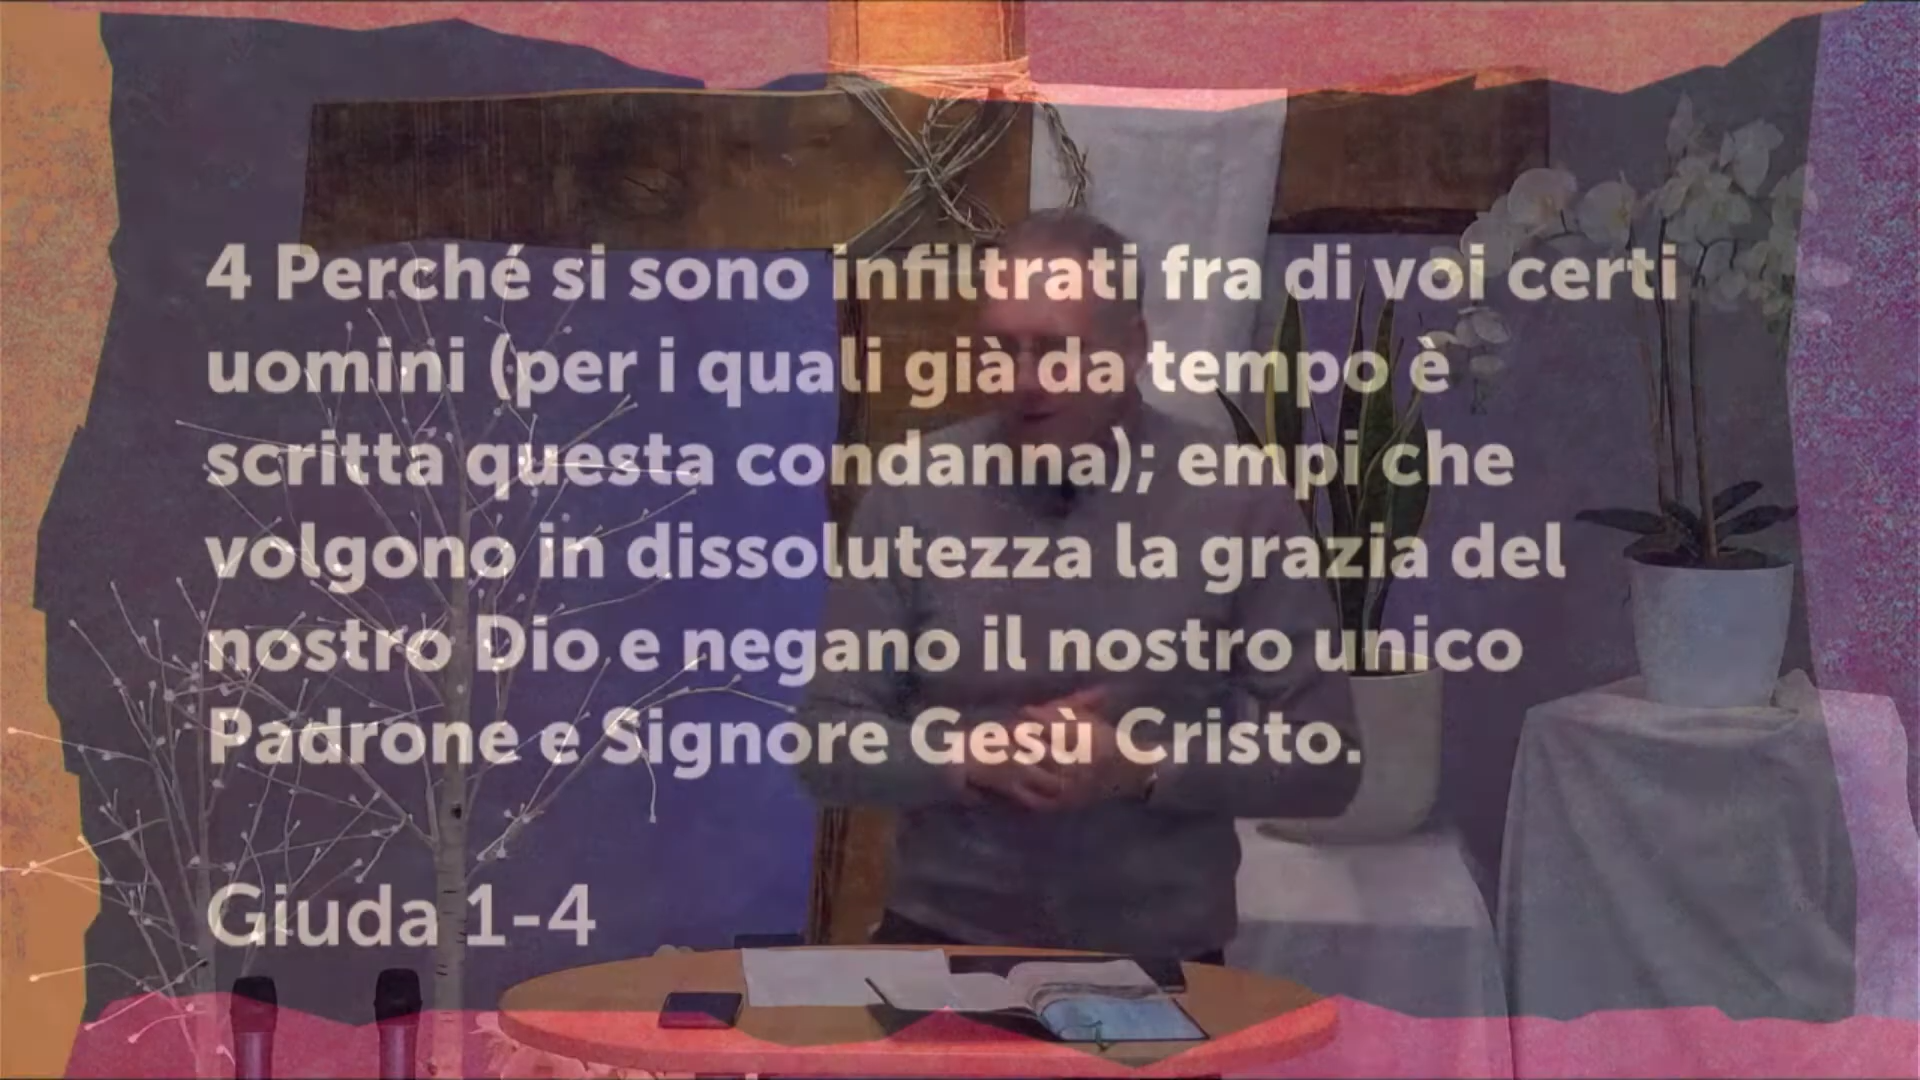 4 Perché si sono infiltrati fra di voi certi
uomini (per i quali già da tempo è
scritta questa condanna); empi che
volgono in dissolutezza la grazia del
nostro Dio e negano il nostro unico
Padrone e Signore Gesù Cristo.
Giuda 1-4